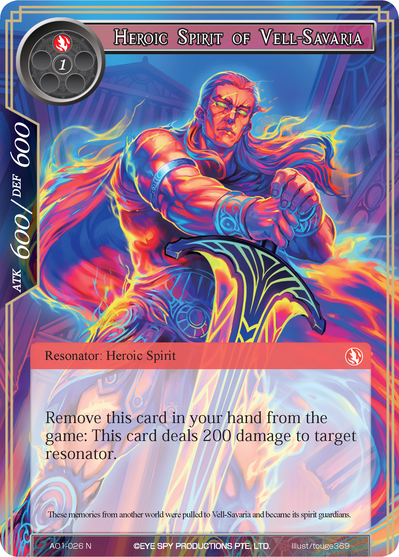 Heroic Spirit of Vell-Savaria
1
ATK 600/DEF 600
Resonator: Heroic Spirit
Remove this card in your hand from the
game: This card deals 200 damage to target
resonator.
These memories from another world were pulled to Vell-Savaria and became its spirit guardians.
AO1-026 N ©EYE SPY PRODUCTIONS PTE. LTD. illust/touge369